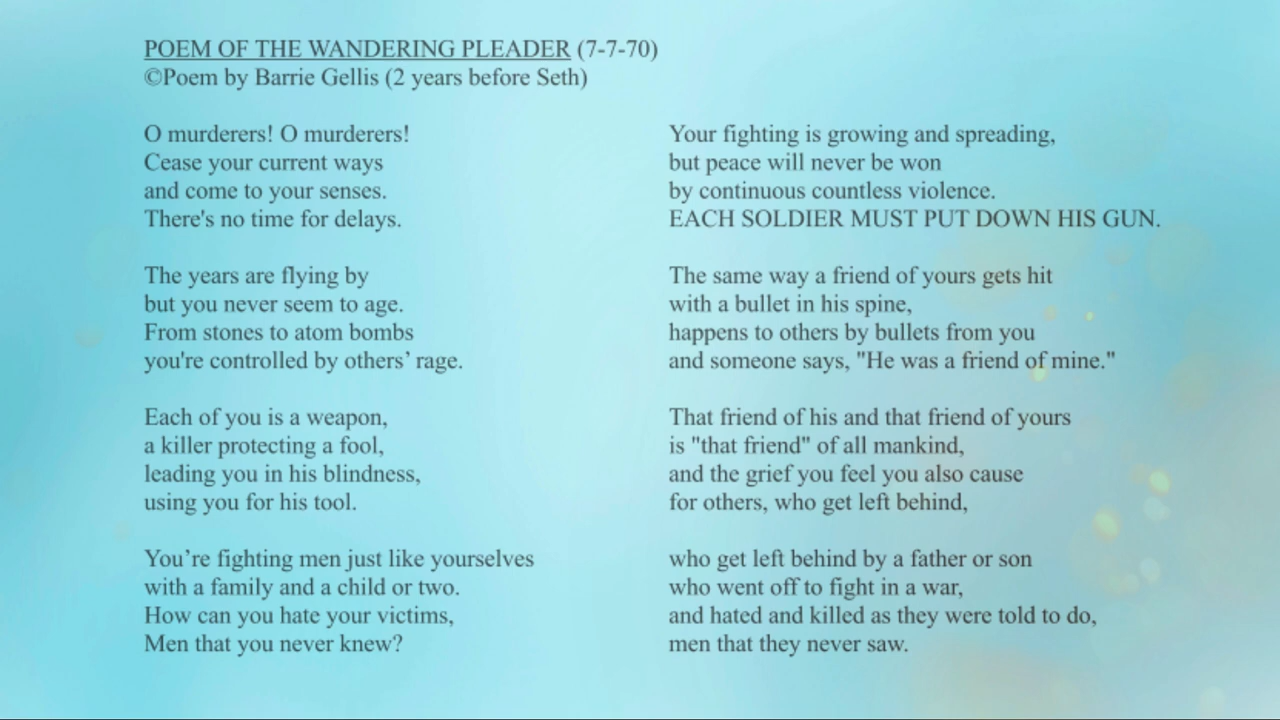 POEM OF THE WANDERING PLEADER (7-7-70)
©Poem by Barrie Gellis (2 years before Seth)
O murderers! O murderers!
Cease your current ways
and come to your senses.
There's no time for delays.
The years are flying by
but you never seem to age.
From stones to atom bombs
you're controlled by others’ rage.
Each of you is a weapon,
a killer protecting a fool,
leading you in his blindness,
using you for his tool.
You’re fighting men just like yourselves
with a family and a child or two.
How can you hate your victims,
Men that you never knew?
Your fighting is growing and spreading,
but peace will never be won
by continuous countless violence.
EACH SOLDIER MUST PUT DOWN HIS GUN.
The same way a friend of yours gets hit
with a bullet in his spine,
happens to others by bullets from you
and someone says, "He was a friend of mine."
That friend of his and that friend of yours
is "that friend" of all mankind,
and the grief you feel you also cause
for others, who get left behind,
who get left behind by a father or son
who went off to fight in a war,
and hated and killed as they were told to do,
men that they never saw.